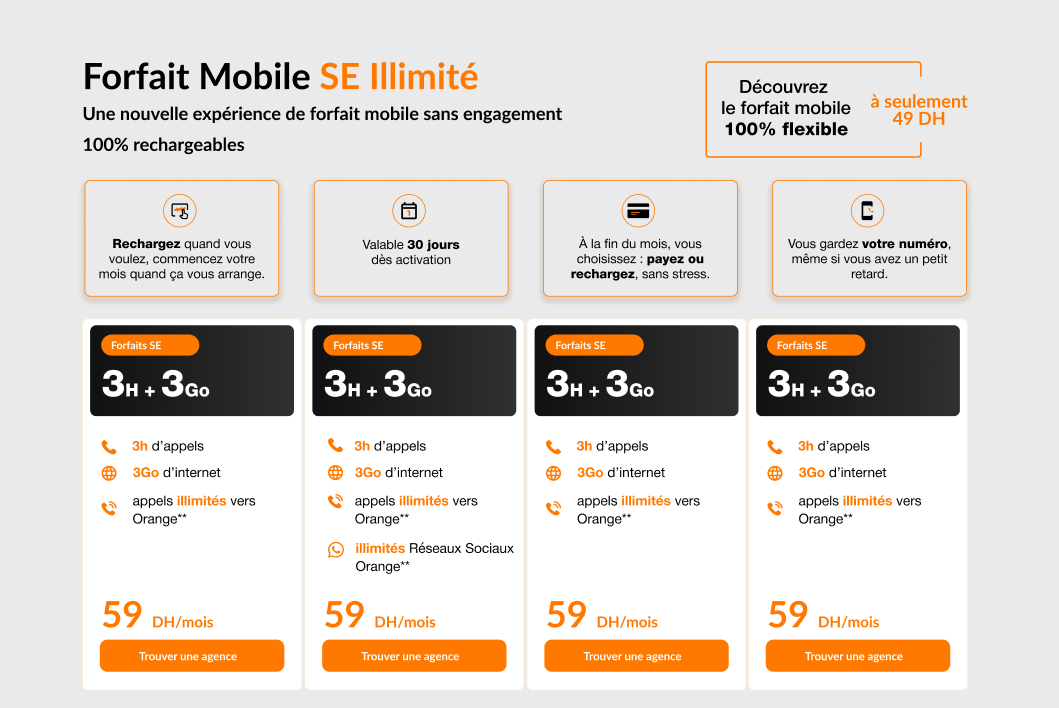 Forfait Mobile SE Illimité
Une nouvelle expérience de forfait mobile sans engagement
100% rechargeables
Découvrez
le forfait mobile
100% flexible
à seulement
49 DH
Rechargez quand vous
voulez, commencez votre
mois quand ça vous arrange.
Valable 30 jours
dès activation
À la fin du mois, vous
choisissez : payez ou
rechargez, sans stress.
Vous gardez votre numéro,
même si vous avez un petit
retard.
Forfaits SE
3H + 3Go
3h d'appels
3Go d'internet
appels illimités vers
Orange**
59 DH/mois
Trouver une agence
Forfaits SE
3H + 3Go
3h d'appels
3Go d'internet
appels illimités vers
Orange**
illimités Réseaux Sociaux
Orange**
59 DH/mois
Trouver une agence
Forfaits SE
3H + 3Go
3h d'appels
3Go d'internet
appels illimités vers
Orange**
59 DH/mois
Trouver une agence
Forfaits SE
3H + 3Go
3h d'appels
3Go d'internet
appels illimités vers
Orange**
59 DH/mois
Trouver une agence